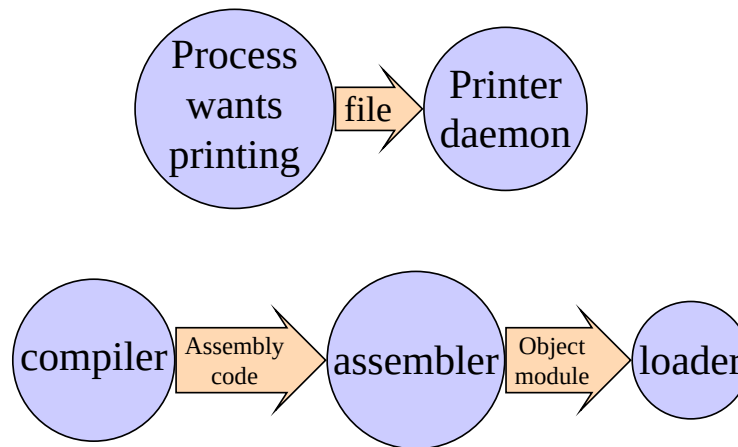 Process
wants
printing
file
Printer
daemon
compiler
Assembly
code
assembler
Object
module
loader